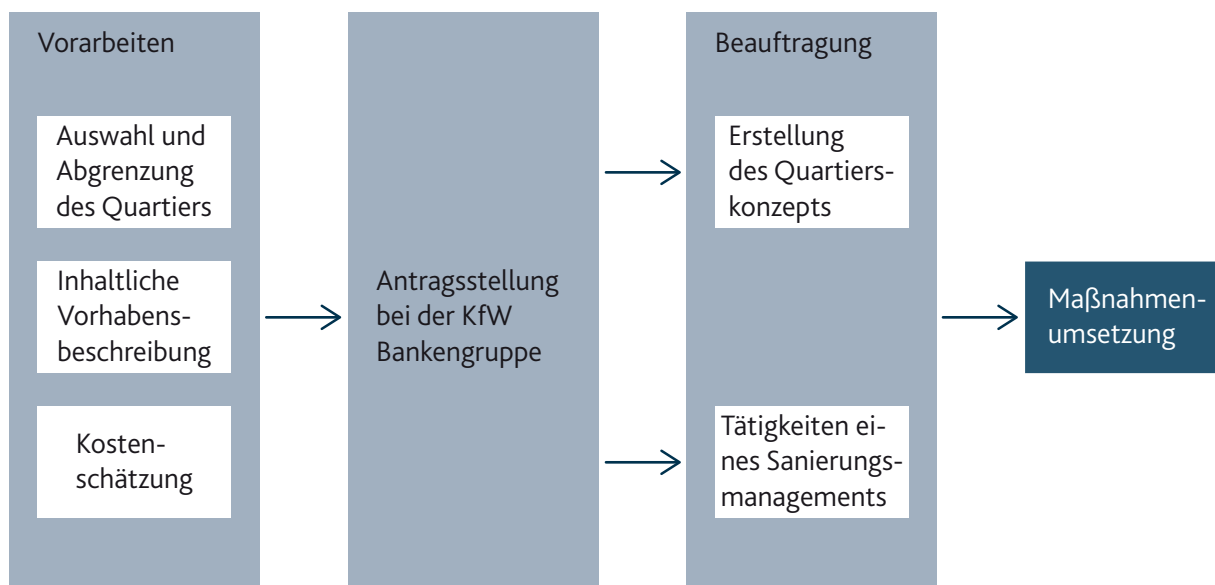 Vorarbeiten
Auswahl und
Abgrenzung
des Quartiers
Inhaltliche
Vorhabens-
beschreibung
Kosten-
schätzung
Antragsstellung
bei der KfW
Bankengruppe
Beauftragung
Erstellung
des Quartiers-
konzepts
Tätigkeiten ei-
nes Sanierungs-
managements
Maßnahmen-
umsetzung